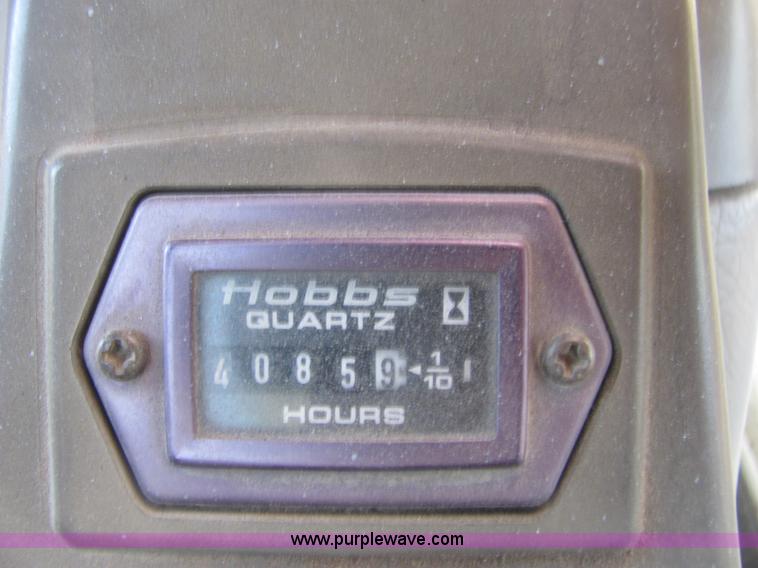 Hobbs
QUARTZ
4 0 8 5 9 ◄ 1/10
HOURS
www.purplewave.com